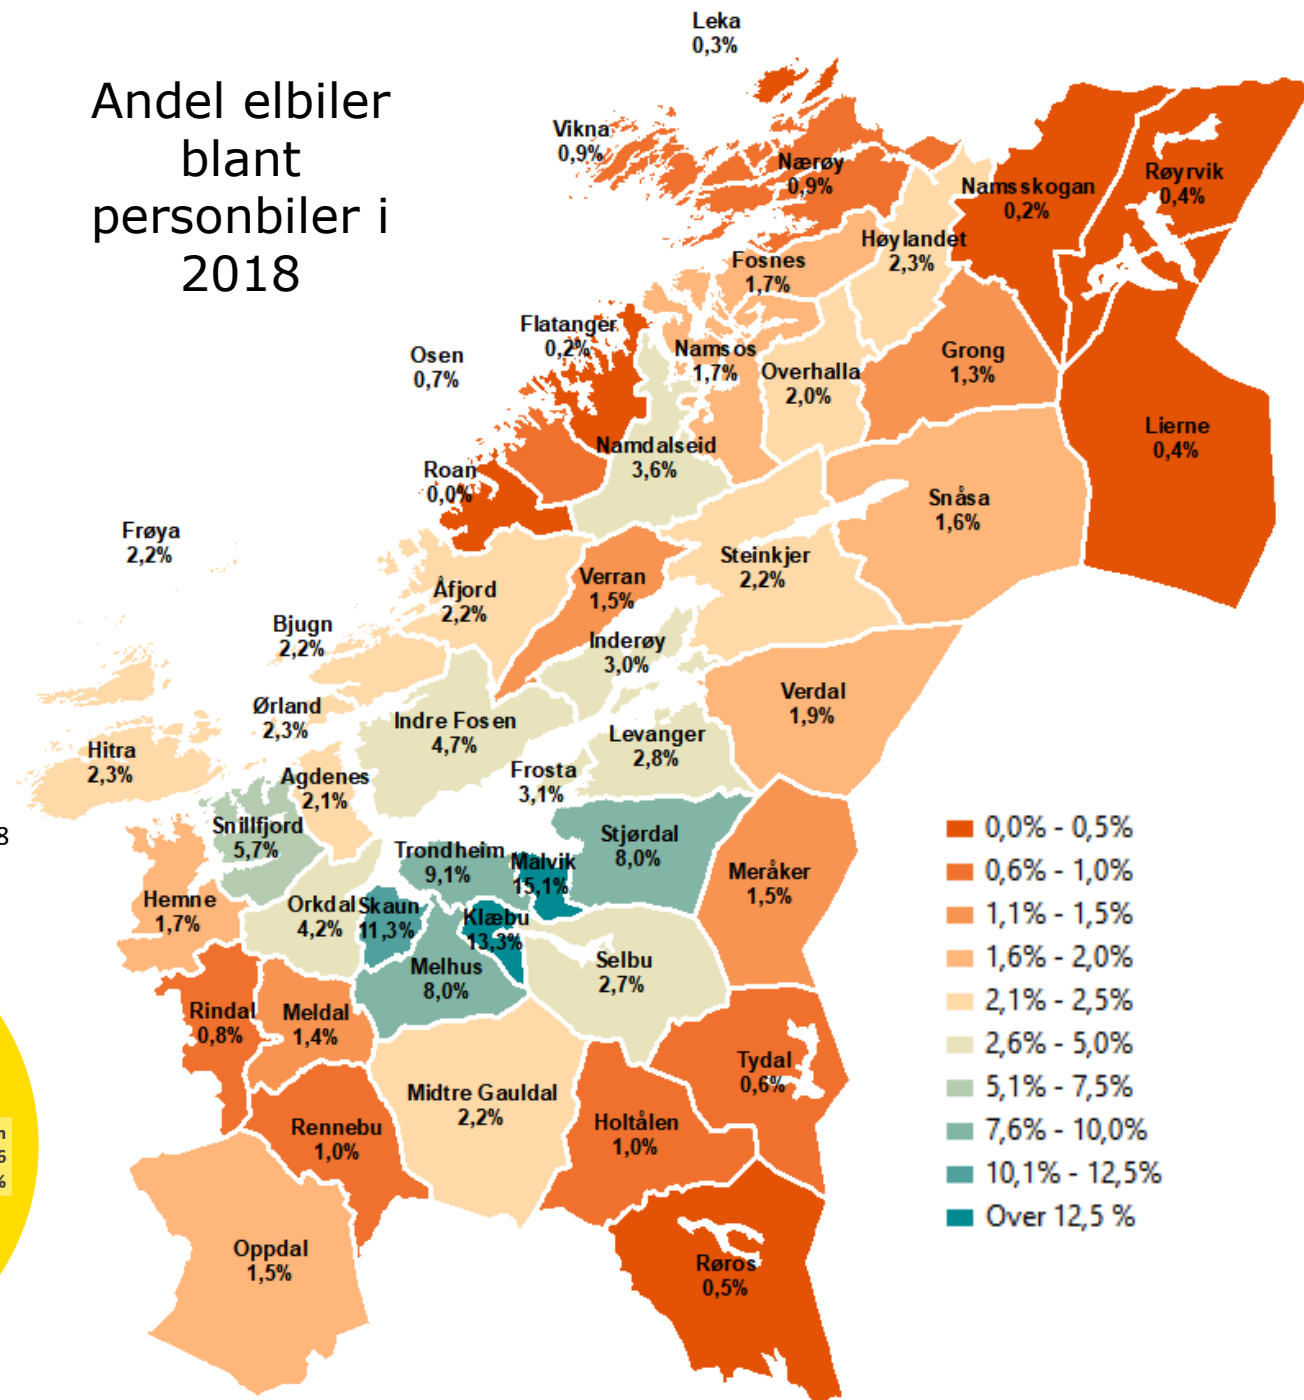 Andel elbiler
blant
personbiler i
2018
Leka
0,3%
Vikna
0,9%
Nærøy
0,9%
Namsskogan
0,2%
Røyrvik
0,4%
Høylandet
2,3%
Fosnes
1,7%
Flatanger
0,2%
Osen
0,7%
Namsos
1,7%
Overhalla
2,0%
Grong
1,3%
Lierne
0,4%
Namdalseid
3,6%
Roan
0,0%
Snåsa
1,6%
Frøya
2,2%
Steinkjer
2,2%
Verran
1,5%
Åfjord
2,2%
Bjugn
2,2%
Inderøy
3,0%
Verdal
1,9%
Ørland
2,3%
Indre Fosen
4,7%
Levanger
2,8%
Hitra
2,3%
Agdenes
2,1%
Frosta
3,1%
Snillfjord
5,7%
8
Trondheim
9,1%
Malvik
15,1%
Stjørdal
8,0%
Meråker
1,5%
Hemne
1,7%
Orkdal
4,2%
Skaun
11,3%
Klæbu
13,3%
Melhus
8,0%
Selbu
2,7%
Rindal
0,8%
Meldal
1,4%
Tydal
0,6%
Midtre Gauldal
2,2%
Rennebu
1,0%
Holtålen
1,0%
n
6
%
Oppdal
1,5%
Røros
0,5%
0,0% - 0,5%
0,6% - 1,0%
1,1% - 1,5%
1,6% - 2,0%
2,1% - 2,5%
2,6% - 5,0%
5,1% - 7,5%
7,6% - 10,0%
10,1% - 12,5%
Over 12,5 %